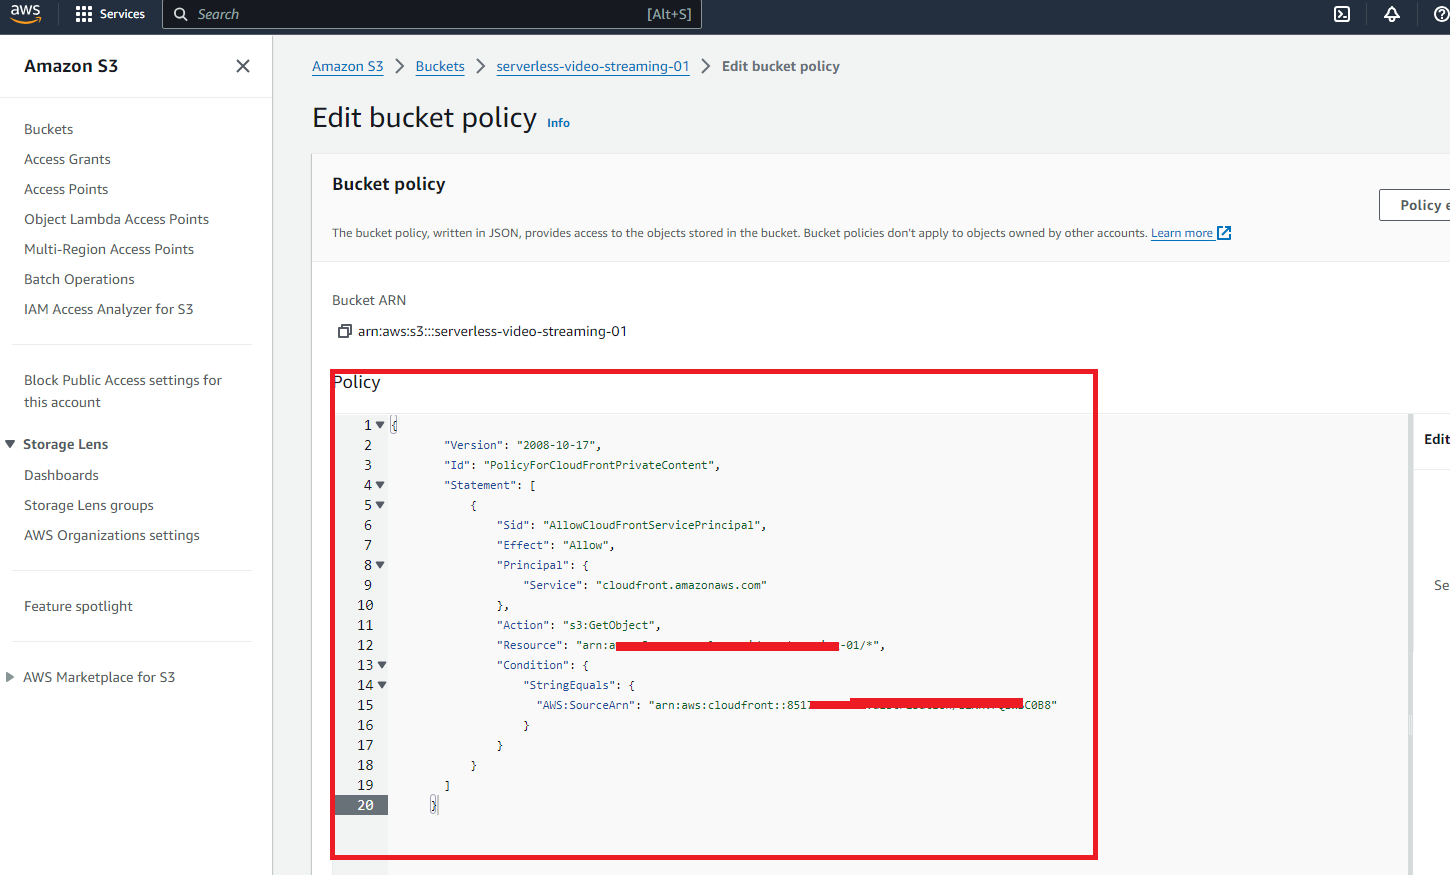 aws
Services
Search
[Alt+S]
Amazon S3
Buckets
Access Grants
Access Points
Object Lambda Access Points
Multi-Region Access Points
Batch Operations
IAM Access Analyzer for S3
Block Public Access settings for
this account
Storage Lens
Dashboards
Storage Lens groups
AWS Organizations settings
Feature spotlight
AWS Marketplace for S3
Amazon S3 > Buckets > serverless-video-streaming-01 > Edit bucket policy
Edit bucket policy Info
Bucket policy
Policy e
The bucket policy, written in JSON, provides access to the objects stored in the bucket. Bucket policies don't apply to objects owned by other accounts. Learn more
Bucket ARN
arn:aws:s3:::serverless-video-streaming-01
Policy
1 {
2 "Version": "2008-10-17",
3 "Id": "PolicyForCloudFrontPrivateContent",
4 "Statement": [
5 {
6 "Sid": "AllowCloudFrontServicePrincipal",
7 "Effect": "Allow",
8 "Principal": {
9 "Service": "cloudfront.amazonaws.com"
10 },
11 "Action": "s3:GetObject",
12 "Resource": "arn:a -01/*",
13 "Condition": {
14 "StringEquals": {
15 "AWS:SourceArn": "arn:aws:cloudfront::851 C0B8"
16 }
17 }
18 }
19 ]
20 }
Edit
Se